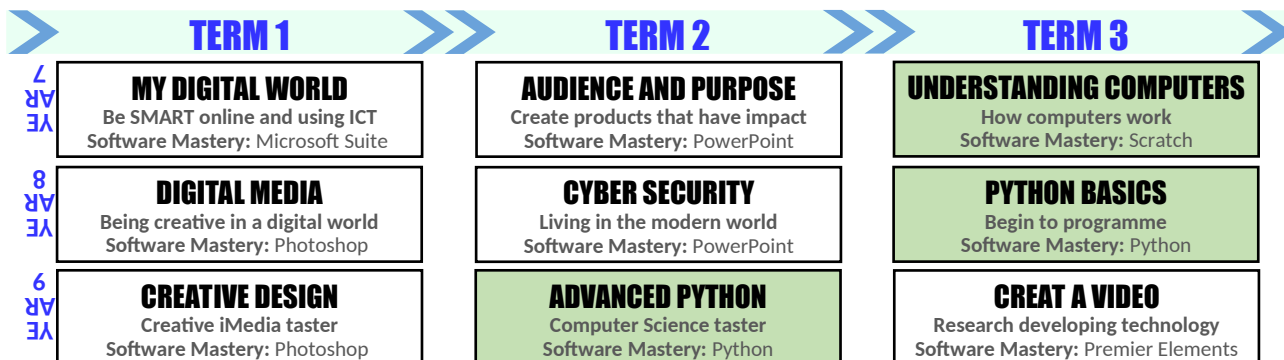 TERM 1
TERM 2
TERM 3
YEAR 7
MY DIGITAL WORLD
Be SMART online and using ICT
Software Mastery: Microsoft Suite
AUDIENCE AND PURPOSE
Create products that have impact
Software Mastery: PowerPoint
UNDERSTANDING COMPUTERS
How computers work
Software Mastery: Scratch
YE
AR
8
DIGITAL MEDIA
Being creative in a digital world
Software Mastery: Photoshop
CYBER SECURITY
Living in the modern world
Software Mastery: PowerPoint
PYTHON BASICS
Begin to programme
Software Mastery: Python
YE
AR
9
CREATIVE DESIGN
Creative iMedia taster
Software Mastery: Photoshop
ADVANCED PYTHON
Computer Science taster
Software Mastery: Python
CREAT A VIDEO
Research developing technology
Software Mastery: Premier Elements